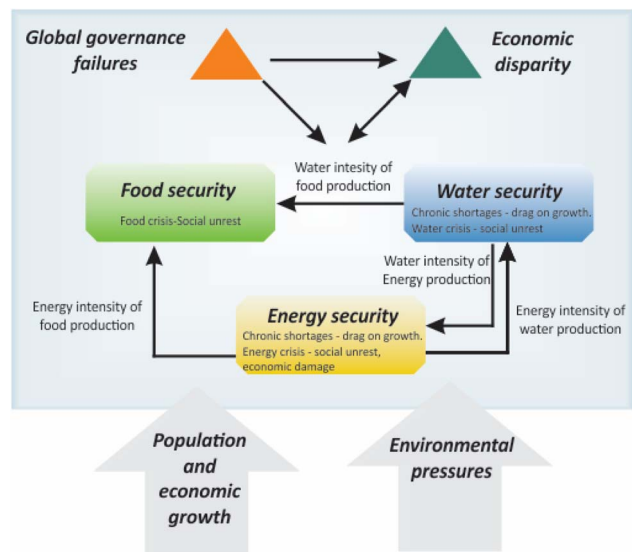 Global governance
failures
Economic
disparity
Water intesity of
food production
Food security
Food crisis-Social unrest
Water security
Chronic shortages - drag on growth.
Water crisis - social unrest
Water intensity of
Energy production
Energy intensity of
food production
Energy security
Chronic shortages - drag on growth.
Energy crisis - social unrest,
economic damage
Energy intensity of
water production
Population
and
economic
growth
Environmental
pressures